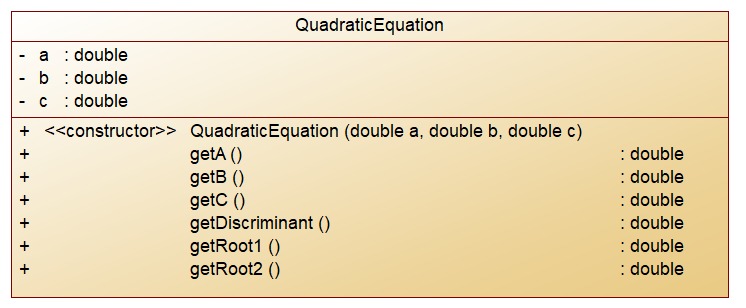 QuadraticEquation
- a : double
- b : double
- c : double
+ <<constructor>> QuadraticEquation (double a, double b, double c)
+ getA () : double
+ getB () : double
+ getC () : double
+ getDiscriminant () : double
+ getRoot1 () : double
+ getRoot2 () : double